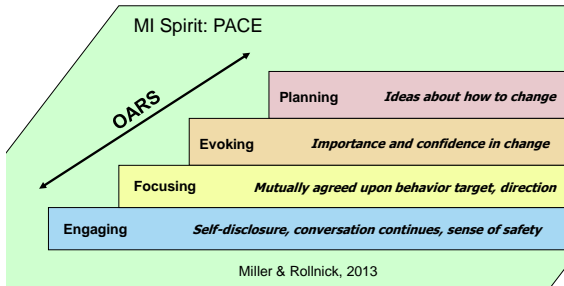 MI Spirit: PACE
OARS
Planning Ideas about how to change
Evoking Importance and confidence in change
Focusing Mutually agreed upon behavior target, direction
Engaging Self-disclosure, conversation continues, sense of safety
Miller & Rollnick, 2013